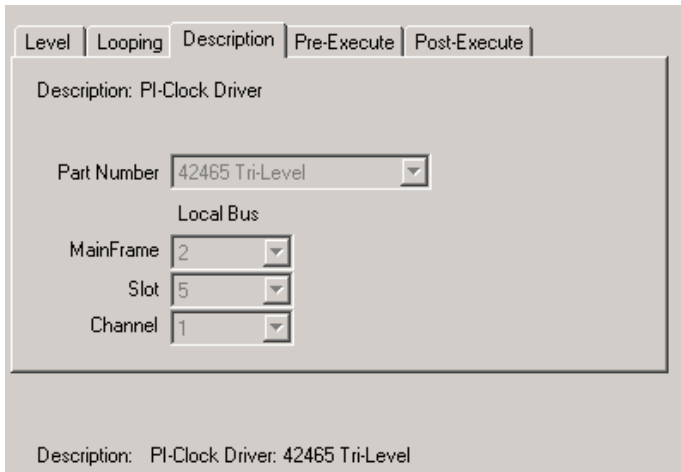 Level Looping Description Pre-Execute Post-Execute
Description: PI-Clock Driver
Part Number 42465 Tri-Level
Local Bus
MainFrame 2
Slot 5
Channel 1
Description: PI-Clock Driver: 42465 Tri-Level